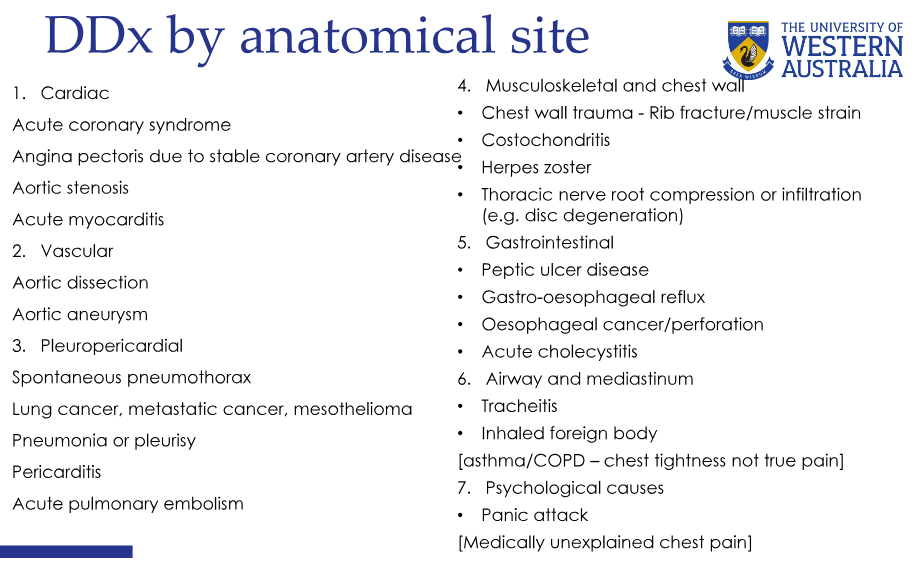 DDx by anatomical site
THE UNIVERSITY OF
WESTERN
AUSTRALIA
SEEK WISDOM
1. Cardiac
Acute coronary syndrome
Angina pectoris due to stable coronary artery disease
Aortic stenosis
Acute myocarditis
2. Vascular
Aortic dissection
Aortic aneurysm
3. Pleuropericardial
Spontaneous pneumothorax
Lung cancer, metastatic cancer, mesothelioma
Pneumonia or pleurisy
Pericarditis
Acute pulmonary embolism
4. Musculoskeletal and chest wall
• Chest wall trauma - Rib fracture/muscle strain
• Costochondritis
• Herpes zoster
• Thoracic nerve root compression or infiltration
(e.g. disc degeneration)
5. Gastrointestinal
• Peptic ulcer disease
• Gastro-oesophageal reflux
• Oesophageal cancer/perforation
• Acute cholecystitis
6. Airway and mediastinum
• Tracheitis
• Inhaled foreign body
[asthma/COPD – chest tightness not true pain]
7. Psychological causes
• Panic attack
[Medically unexplained chest pain]